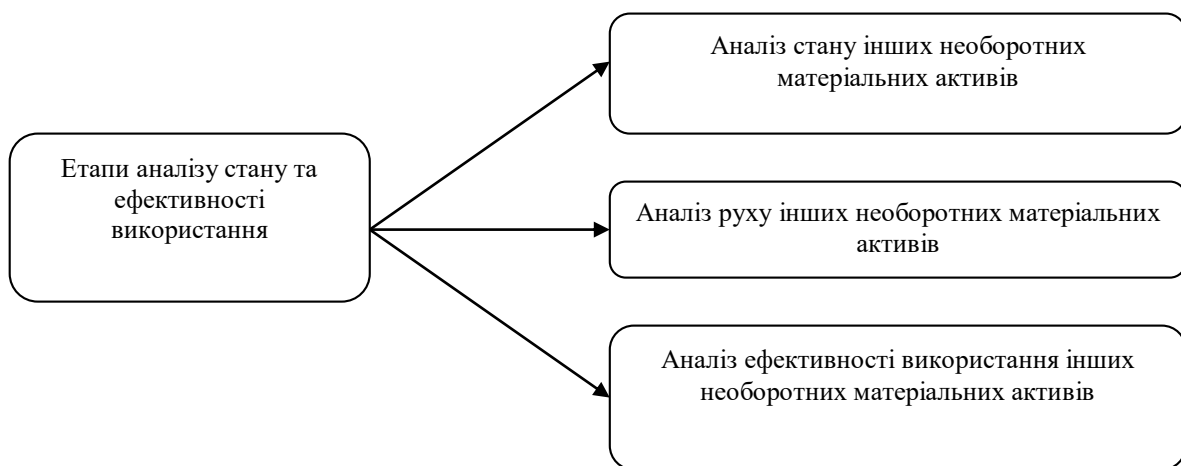 Аналіз стану інших необоротних
матеріальних активів
Етапи аналізу стану та
ефективності
використання
Аналіз руху інших необоротних матеріальних
активів
Аналіз ефективності використання інших
необоротних матеріальних активів